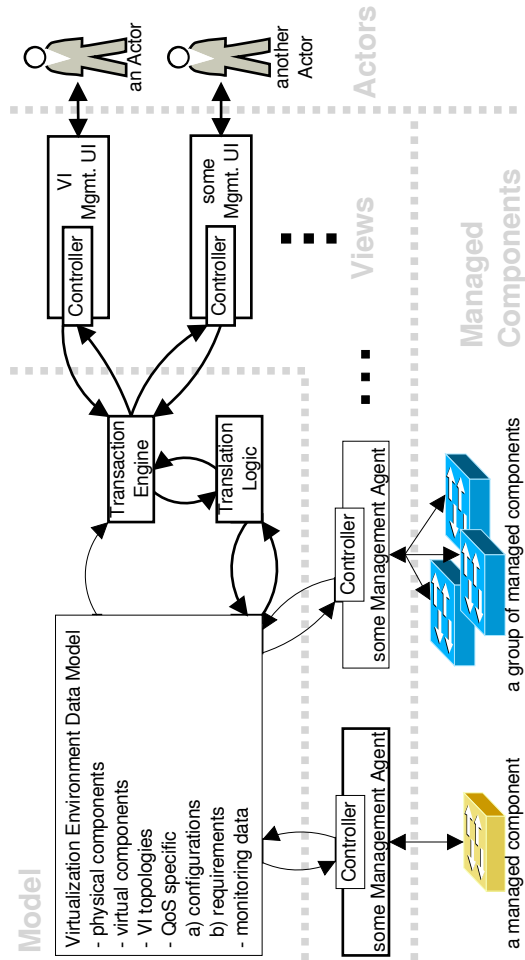 Model
Virtualization Environment Data Model
- physical components
- virtual components
- VI topologies
- QoS specific
a) configurations
b) requirements
- monitoring data
Transaction
Engine
Translation
Logic
VI
Mgmt. UI
Controller
some
Mgmt. UI
Controller
an Actor
another
Actor
Actors
Views
Controller
some Management Agent
Controller
some Management Agent
Managed
Components
a managed component
a group of managed components